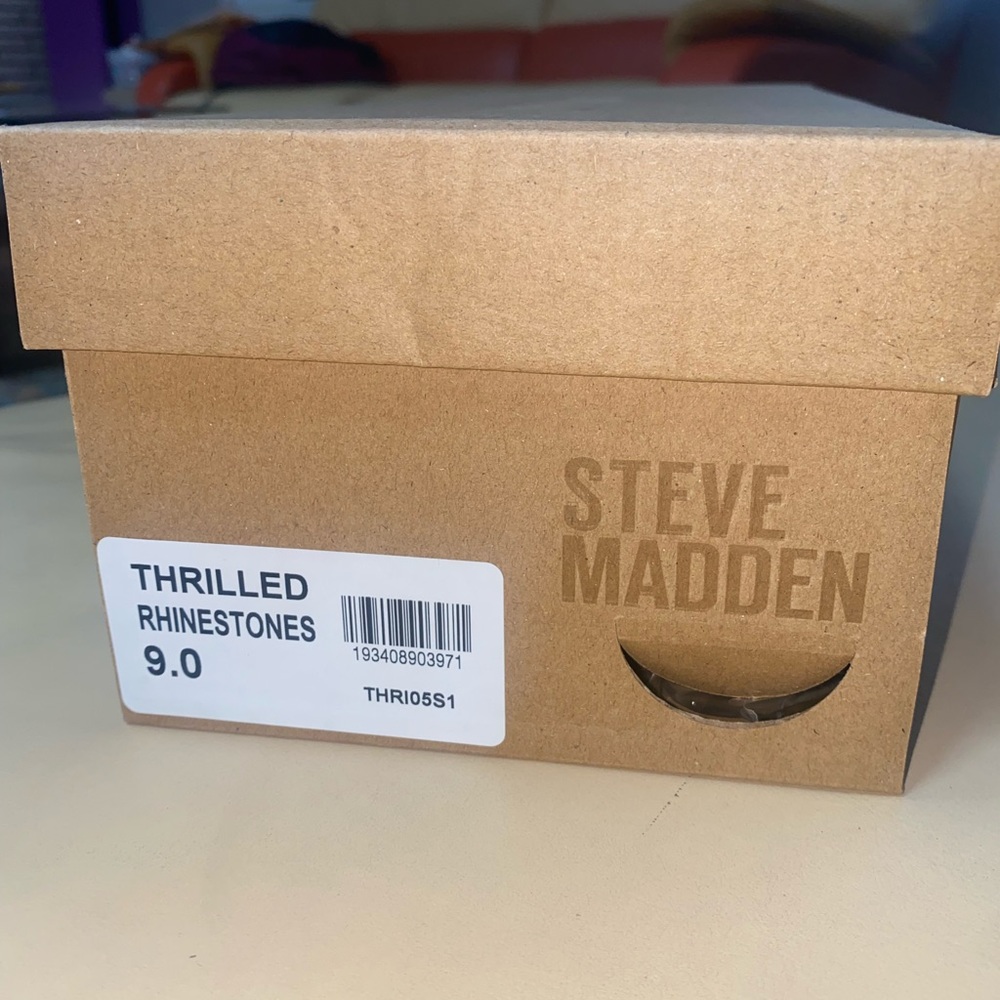 STEVE
MADDEN
THRILLED
RHINESTONES
9.0
193408903971
THRI05S1